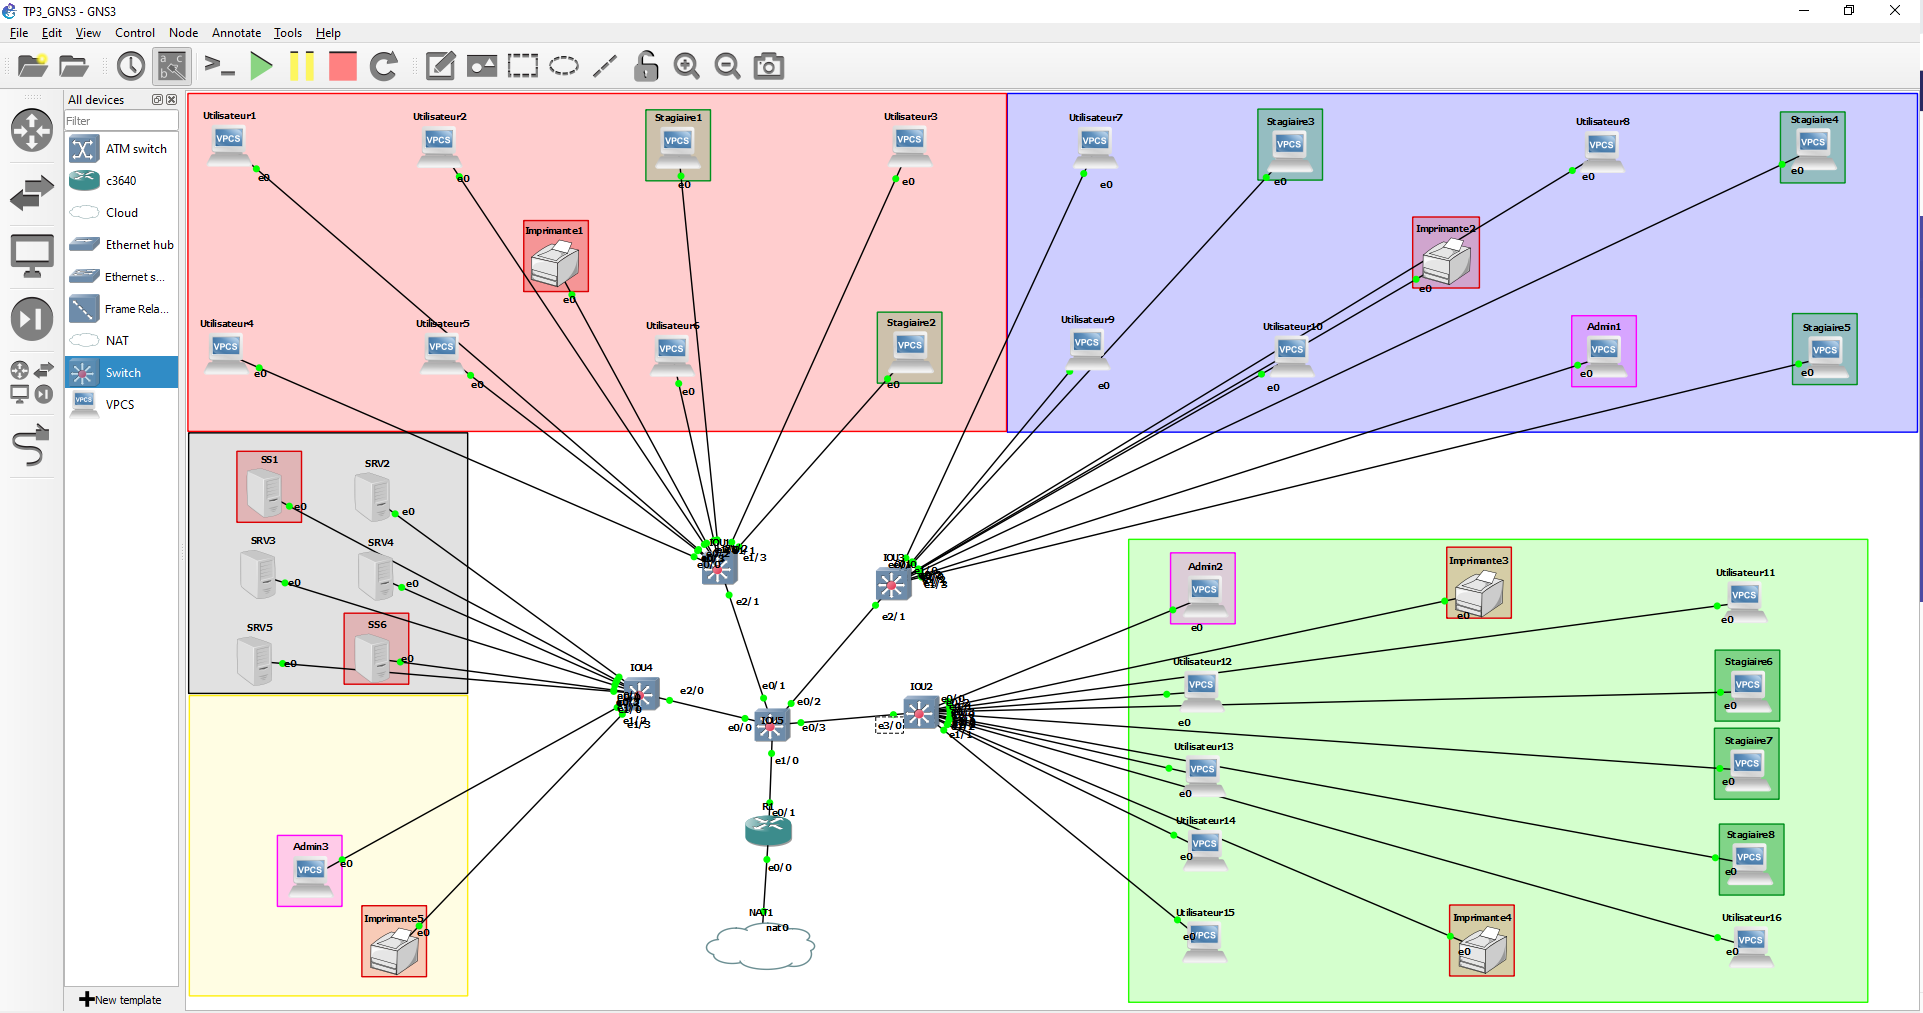 TP3_GNS3 - GNS3
File Edit View Control Node Annotate Tools Help
All devices
Filter
ATM switch
c3640
Cloud
Ethernet hub
Ethernet s...
Frame Rela...
NAT
Switch
VPCS
New template
Utilisateur1
VPCS
e0
Utilisateur2
VPCS
e0
Stagiaire1
VPCS
e0
Utilisateur3
VPCS
e0
Imprimante1
e0
Utilisateur4
VPCS
e0
Utilisateur5
VPCS
e0
Utilisateur6
VPCS
e0
Stagiaire2
VPCS
e0
Utilisateur7
VPCS
e0
Stagiaire3
VPCS
e0
Utilisateur8
VPCS
e0
Stagiaire4
VPCS
e0
Imprimante2
e0
Utilisateur9
VPCS
e0
Utilisateur10
VPCS
e0
Admin1
VPCS
e0
Stagiaire5
VPCS
e0
SS1
e0
SRV2
e0
SRV3
e0
SRV4
e0
SRV5
e0
SS6
e0
IOU1
e0/0
e1/3
e2/1
IOU3
e1/3
e2/1
IOU4
e1/3
e2/0
IOU5
e0/0
e0/1
e0/2
e0/3
e1/0
IOU2
e3/0
e1/1
R1
e0/1
e0/0
NAT1
nat0
Admin3
VPCS
e0
Imprimante5
e0
Admin2
VPCS
e0
Imprimante3
e0
Utilisateur11
VPCS
e0
Utilisateur12
VPCS
e0
Stagiaire6
VPCS
e0
Utilisateur13
VPCS
e0
Stagiaire7
VPCS
e0
Utilisateur14
VPCS
e0
Stagiaire8
VPCS
e0
Utilisateur15
VPCS
e0
Imprimante4
e0
Utilisateur16
VPCS
e0